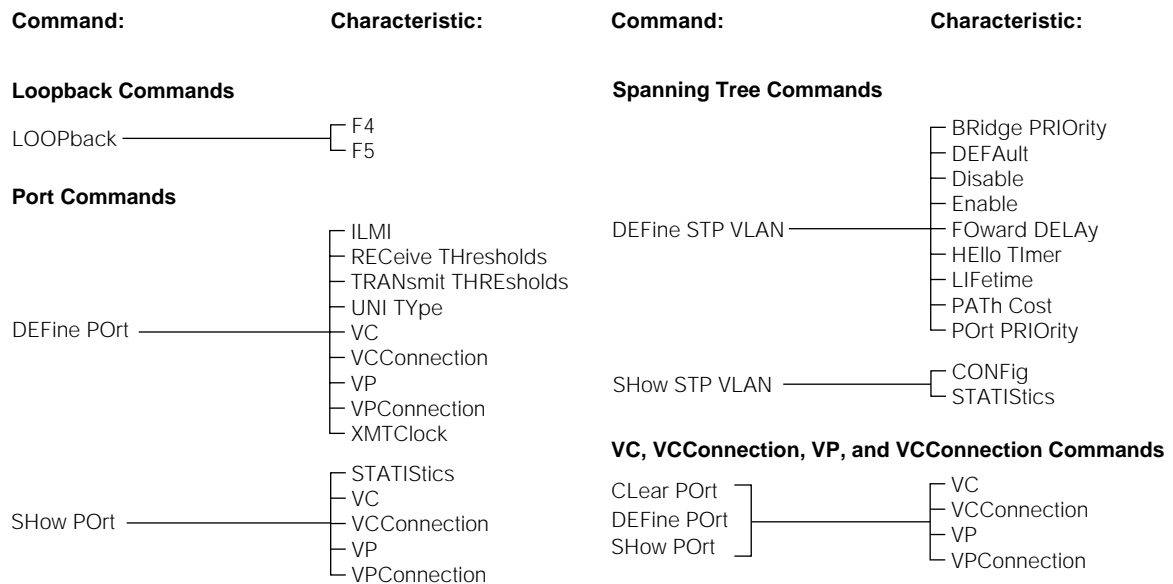 Command:
Characteristic:
Loopback Commands
LOOPback
F4
F5
Port Commands
DEFine POrt
ILMI
RECeive THresholds
TRANsmit THREsholds
UNI TYpe
VC
VCConnection
VP
VPConnection
XMTClock
SHow POrt
STATIStics
VC
VCConnection
VP
VPConnection
Command:
Characteristic:
Spanning Tree Commands
DEFine STP VLAN
BRidge PRIOrity
DEFAult
Disable
Enable
FOward DELAy
HEllo TImer
LIFetime
PATh Cost
POrt PRIOrity
SHow STP VLAN
CONFig
STATIStics
VC, VCConnection, VP, and VCConnection Commands
CLear POrt
DEFine POrt
SHow POrt
VC
VCConnection
VP
VPConnection